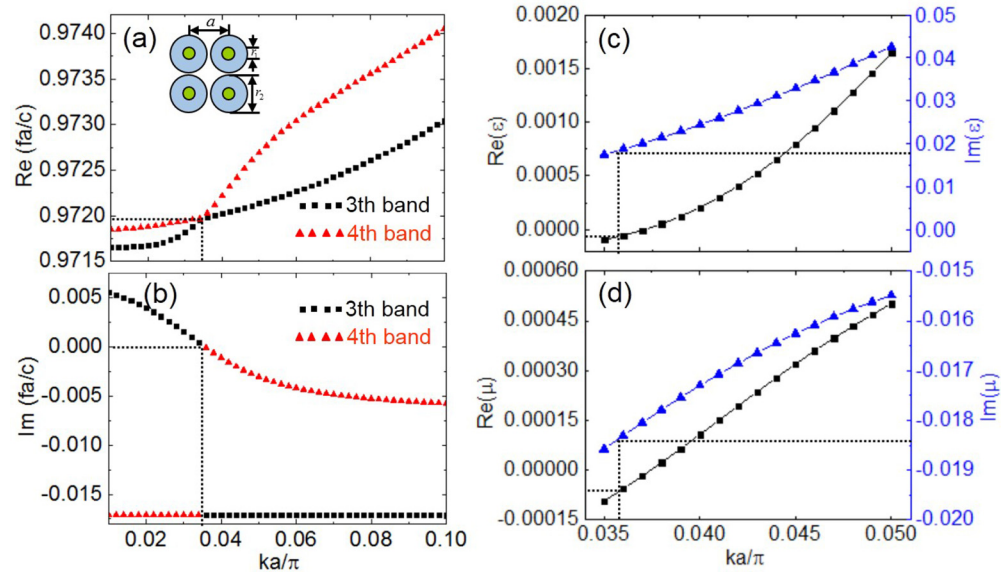 (a)
a
r1
r2
Re (fa/c)
0.9740
0.9735
0.9730
0.9725
0.9720
0.9715
3th band
4th band
(b)
Im (fa/c)
0.005
0.000
-0.005
-0.010
-0.015
3th band
4th band
0.02 0.04 0.06 0.08 0.10
ka/π
(c)
Re(ε)
0.0020
0.0015
0.0010
0.0005
0.0000
Im(ε)
0.05
0.04
0.03
0.02
0.01
0.00
(d)
Re(μ)
0.00060
0.00045
0.00030
0.00015
0.00000
-0.00015
Im(μ)
-0.015
-0.016
-0.017
-0.018
-0.019
-0.020
0.035 0.040 0.045 0.050
ka/π